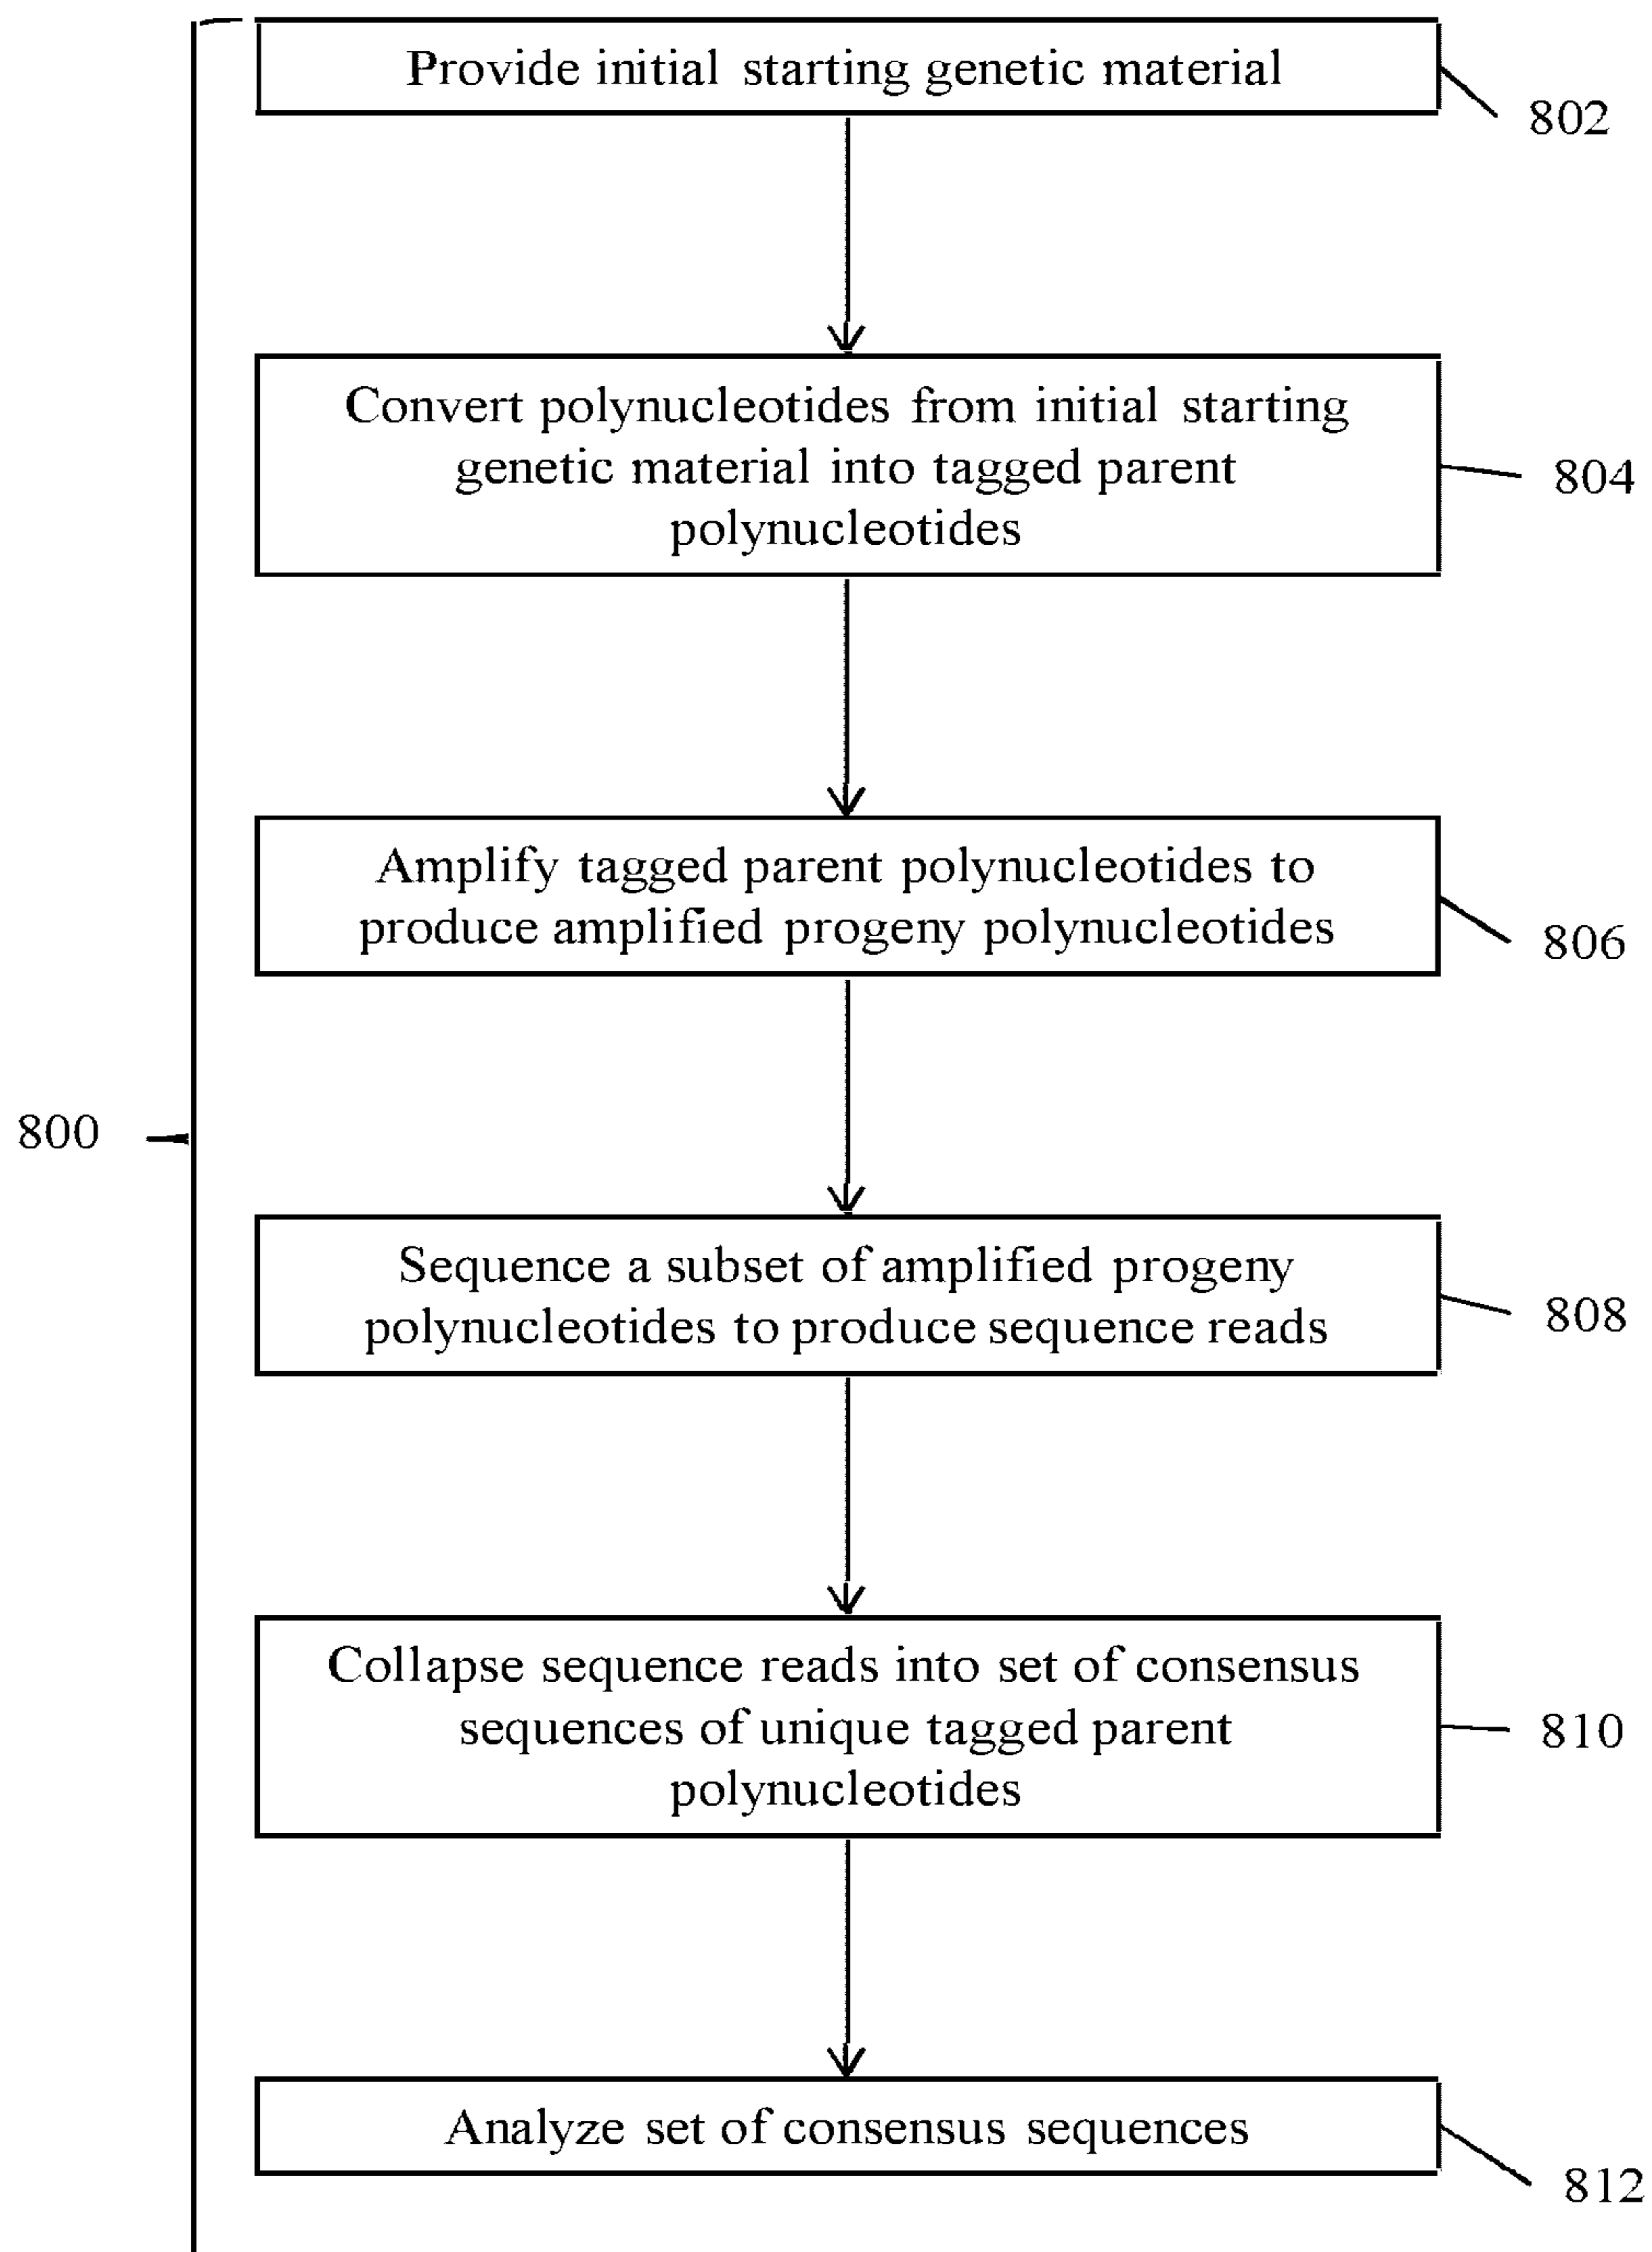 Provide initial starting genetic material
802
Convert polynucleotides from initial starting
genetic material into tagged parent
polynucleotides
804
Amplify tagged parent polynucleotides to
produce amplified progeny polynucleotides
806
800
Sequence a subset of amplified progeny
polynucleotides to produce sequence reads
808
Collapse sequence reads into set of consensus
sequences of unique tagged parent
polynucleotides
810
Analyze set of consensus sequences
812